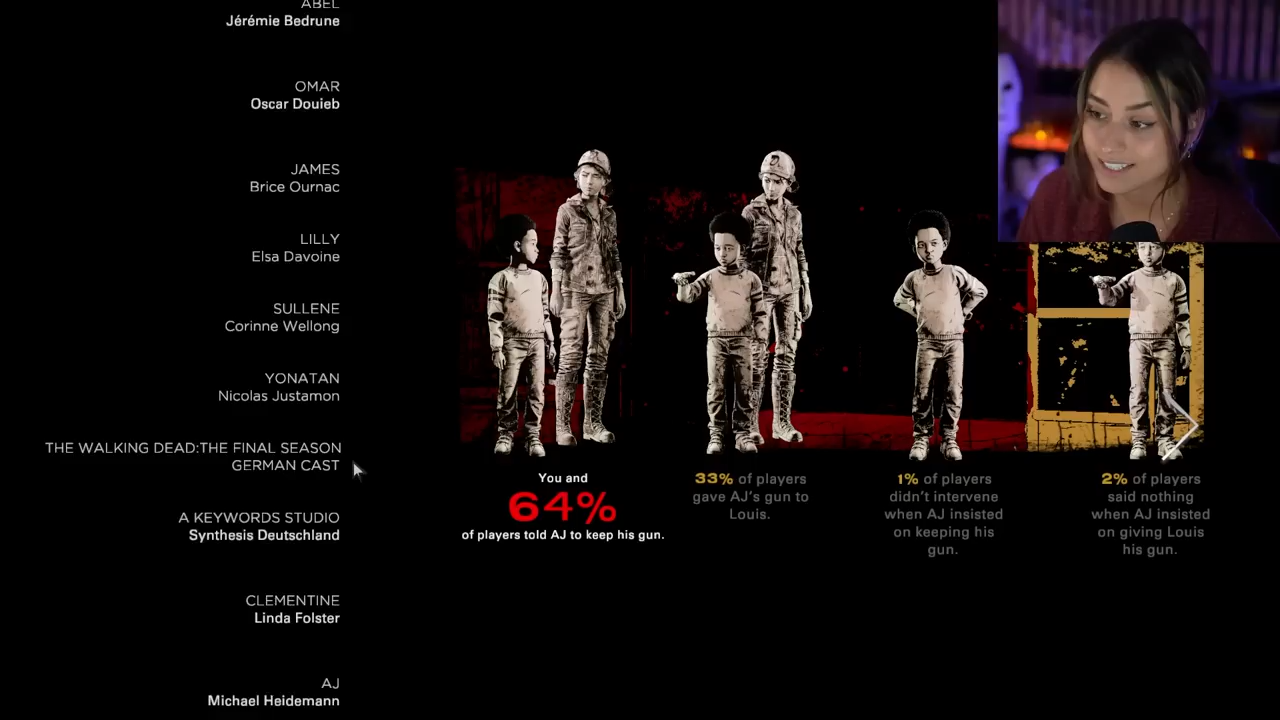 ABEL
Jérémie Bedrune
OMAR
Oscar Douieb
JAMES
Brice Ournac
LILLY
Elsa Davoine
SULLENE
Corinne Wellong
YONATAN
Nicolas Justamon
THE WALKING DEAD:THE FINAL SEASON
GERMAN CAST
A KEYWORDS STUDIO
Synthesis Deutschland
CLEMENTINE
Linda Folster
AJ
Michael Heidemann
You and
64%
of players told AJ to keep his gun.
33% of players
gave AJ's gun to
Louis.
1% of players
didn't intervene
when AJ insisted
on keeping his
gun.
2% of players
said nothing
when AJ insisted
on giving Louis
his gun.